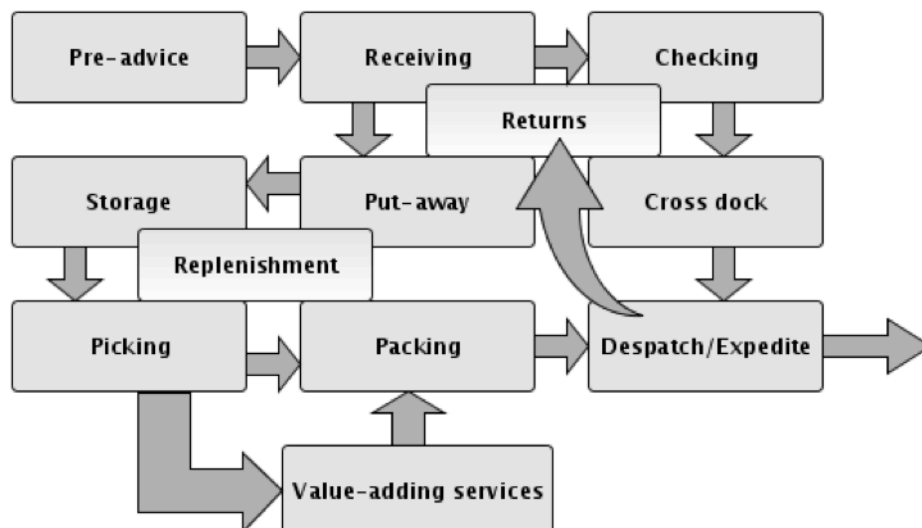 Pre-advice
Receiving
Checking
Returns
Storage
Put-away
Cross dock
Replenishment
Picking
Packing
Despatch/Expedite
Value-adding services